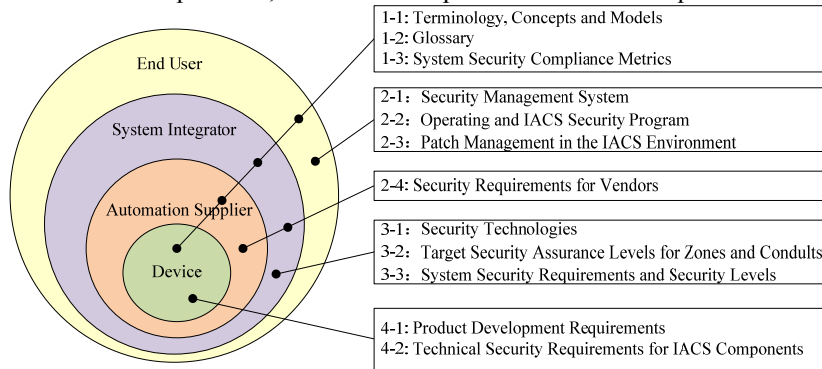 End User
System Integrator
Automation Supplier
Device
1-1: Terminology, Concepts and Models
1-2: Glossary
1-3: System Security Compliance Metrics
2-1: Security Management System
2-2: Operating and IACS Security Program
2-3: Patch Management in the IACS Environment
2-4: Security Requirements for Vendors
3-1: Security Technologies
3-2: Target Security Assurance Levels for Zones and Conduits
3-3: System Security Requirements and Security Levels
4-1: Product Development Requirements
4-2: Technical Security Requirements for IACS Components